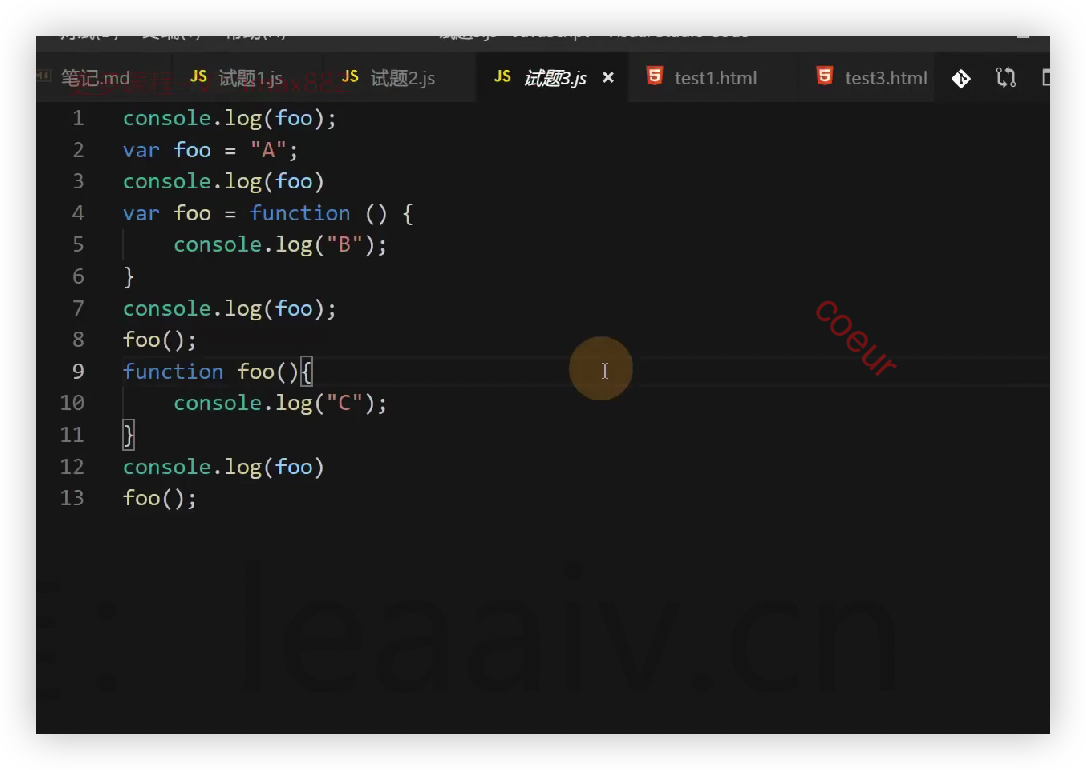 笔记.md JS 试题1.js JS 试题2.js JS 试题3.js × test1.html test3.html
1 console.log(foo);
2 var foo = "A";
3 console.log(foo)
4 var foo = function () {
5 console.log("B");
6 }
7 console.log(foo);
8 foo();
9 function foo(){
10 console.log("C");
11 }
12 console.log(foo)
13 foo();
coeur
leaaiv.cn